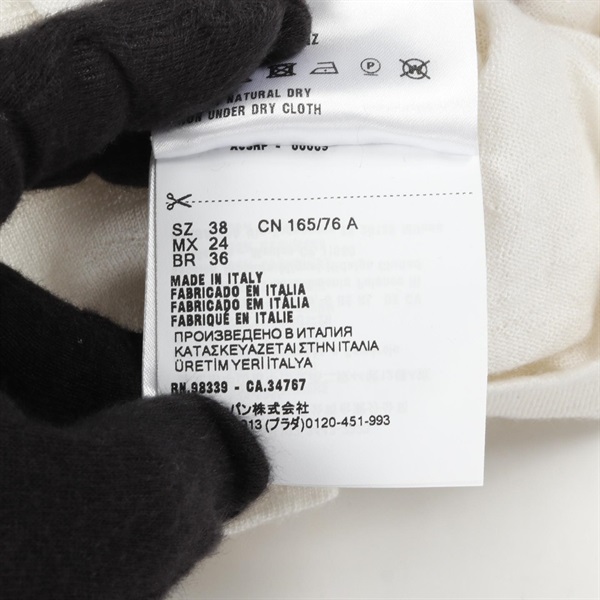 NATURAL DRY
UNDER DRY CLOTH
SZ 38 CN 165/76 A
MX 24
BR 36
MADE IN ITALY
FABRICADO EN ITALIA
FABRICADO EM ITÁLIA
FABRIQUÉ EN ITALIE
ПРОИЗВЕДЕНО В ИТАЛИЯ
ΚΑΤΑΣΚΕΥΑΖΕΤΑΙ ΣΤΗΝ ΙΤΑΛΙΑ
ÜRETİM YERİ İTALYA
RN.98339 - CA.34767
パン株式会社
013 (プラダ)0120-451-993